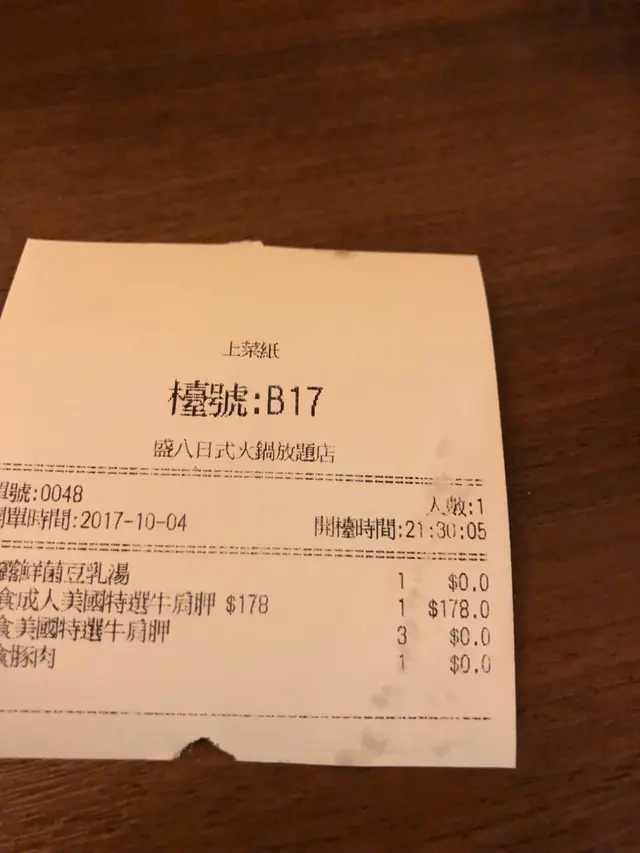 上菜紙
檯號:B17
盛八日式火鍋放題店
單號:0048 人數:1
開單時間:2017-10-04 開檯時間:21:30:05
鮮菌豆乳湯 1 $0.0
食成人美國特選牛肩胛 $178 1 $178.0
食美國特選牛肩胛 3 $0.0
食豚肉 1 $0.0